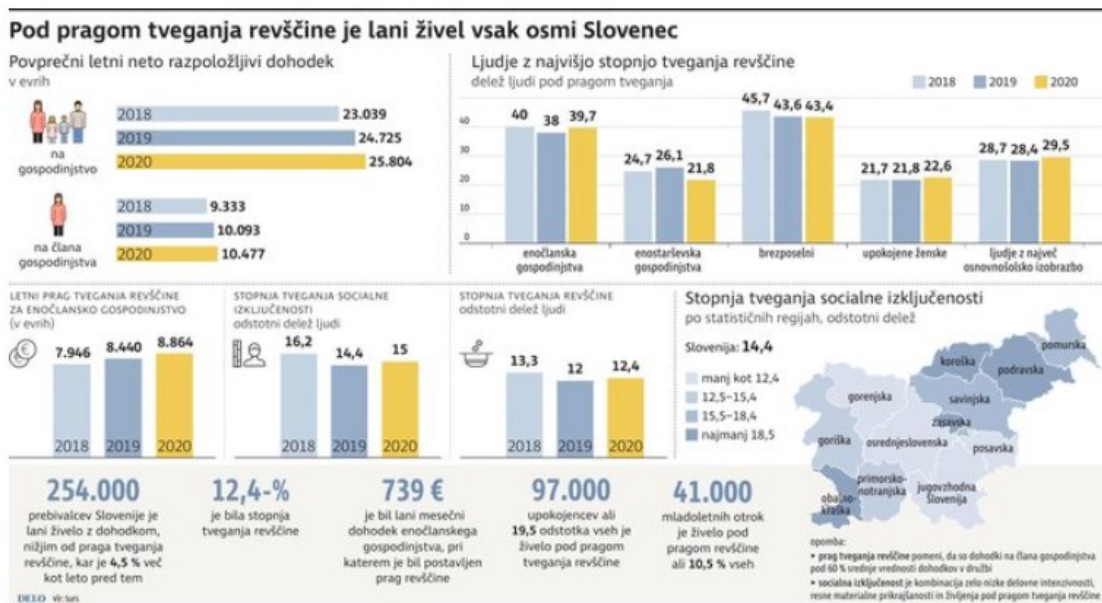 Pod pragom tveganja revščine je lani živel vsak osmi Slovenec
Povprečni letni neto razpoložljivi dohodek
v evrih
2018
23.039
2019
24.725
2020
25.804
na
gospodinjstvo
2018
9.333
2019
10.093
2020
10.477
na člana
gospodinjstva
Ljudje z najvišjo stopnjo tveganja revščine
delež ljudi pod pragom tveganja
2018 2019 2020
40
30
20
10
0
40 38 39,7
24,7 26,1 21,8
45,7 43,6 43,4
21,7 21,8 22,6
28,7 28,4 29,5
enočlanska
gospodinjstva
enostarševska
gospodinjstva
brezposelni
upokojene ženske
ljudje z največ
osnovnošolsko izobrazbo
LETNI PRAG TVEGANJA REVŠČINE
ZA ENOČLANSKO GOSPODINJSTVO
(v evrih)
7.946 8.440 8.864
2018 2019 2020
STOPNJA TVEGANJA SOCIALNE
IZKLJUČENOSTI
odstotni delež ljudi
16,2 14,4 15
2018 2019 2020
STOPNJA TVEGANJA REVŠČINE
odstotni delež ljudi
13,3 12 12,4
2018 2019 2020
Stopnja tveganja socialne izključenosti
po statističnih regijah, odstotni delež
Slovenija: 14,4
manj kot 12,4
12,5–15,4
15,5–18,4
najmanj 18,5
pomurska
koroška
podravska
gorenjska
savinjska
zasavska
goriška
osrednjeslovenska
posavska
obalno-
kraška
primorsko-
notranjska
jugovzhodna
Slovenija
254.000
prebivalcev Slovenije je
lani živelo z dohodkom,
nižjim od praga tveganja
revščine, kar je 4,5 % več
kot leto pred tem
12,4-%
je bila stopnja
tveganja revščine
739 €
je bil lani mesečni
dohodek enočlanskega
gospodinjstva, pri
katerem je bil postavljen
prag revščine
97.000
upokojencev ali
19,5 odstotka vseh je
živelo pod pragom
tveganja revščine
41.000
mladoletnih otrok
je živelo pod
pragom revščine
ali 10,5 % vseh
opomba:
• prag tveganja revščine pomeni, da so dohodki na člana gospodinjstva
pod 60 % srednje vrednosti dohodkov v družbi
• socialna izključenost je kombinacija zelo nizke delovne intenzivnosti,
resne materialne prikrajšanosti in življenja pod pragom tveganja revščine
DELO Vir: Surs